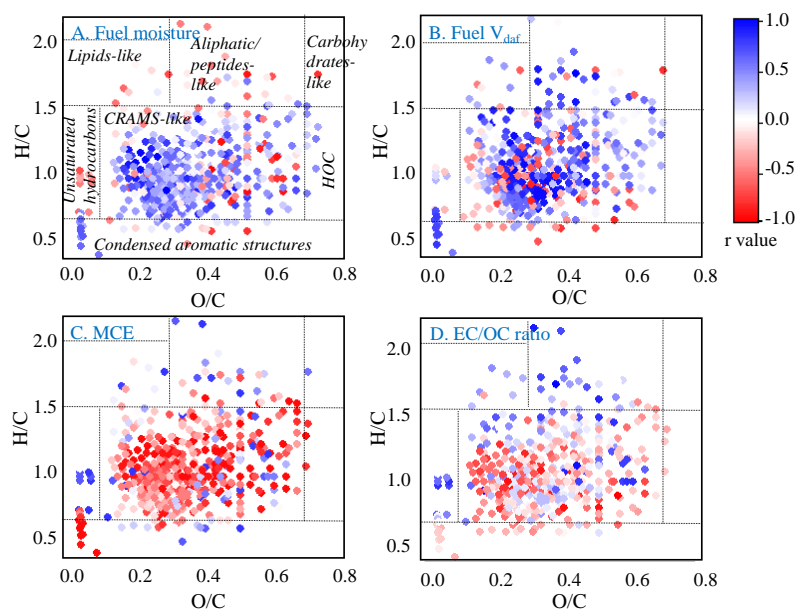 A. Fuel moisture
Lipids-like
Aliphatic/
peptides-
like
Carbohy
drates-
like
Unsaturated
hydrocarbons
CRAMS-like
HOC
Condensed aromatic structures
2.0
1.5
1.0
0.5
H/C
0.0 0.2 0.4 0.6 0.8
O/C
B. Fuel Vdaf
2.0
1.5
1.0
0.5
H/C
0.0 0.2 0.4 0.6 0.8
O/C
1.0
0.5
0.0
-0.5
-1.0
r value
C. MCE
2.0
1.5
1.0
0.5
H/C
0.0 0.2 0.4 0.6 0.8
O/C
D. EC/OC ratio
2.0
1.5
1.0
0.5
H/C
0.0 0.2 0.4 0.6 0.8
O/C